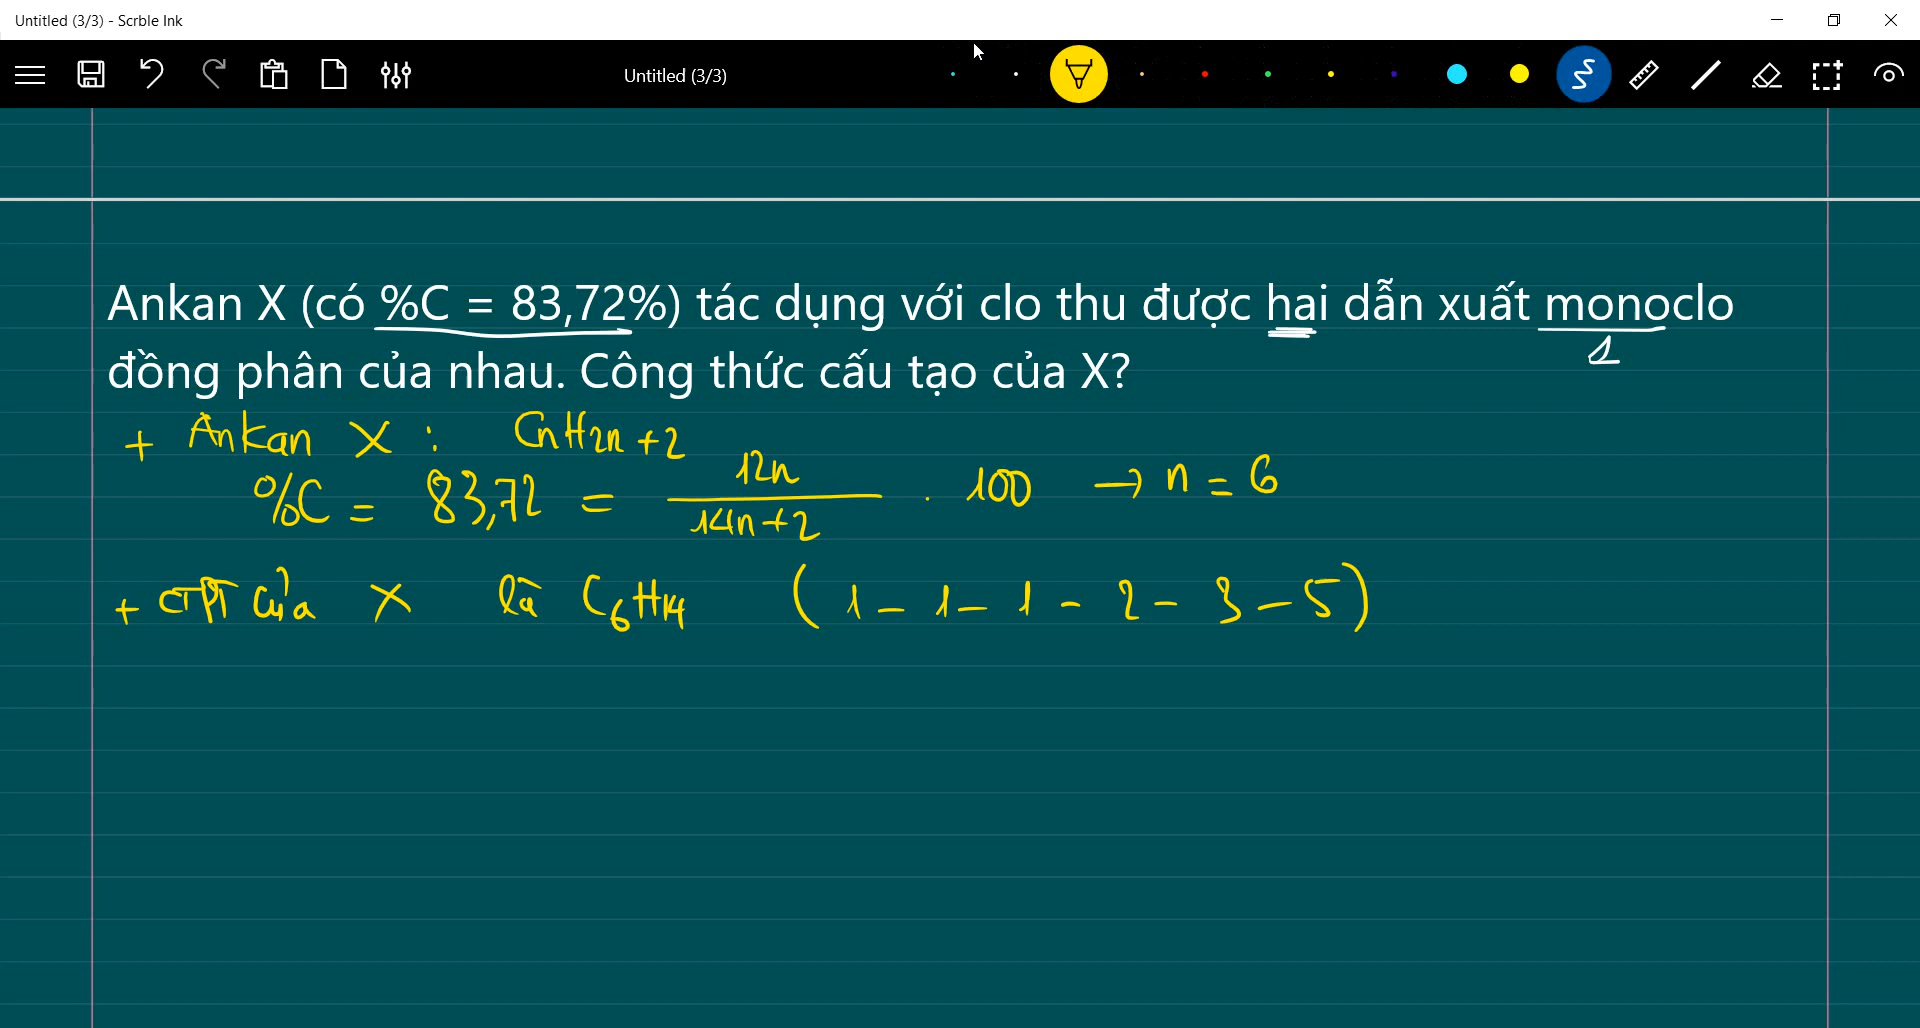 Untitled (3/3) - Scrble Ink
Untitled (3/3)
Ankan X (có %C = 83,72%) tác dụng với clo thu được hai dẫn xuất monoclo
1
đồng phân của nhau. Công thức cấu tạo của X?
+ Ankan X : CnH2n+2
%C = 83,72 = 12n / 14n+2 . 100 → n = 6
+ CTPT của X là C6H14 (1 - 1 - 1 - 2 - 3 - 5)